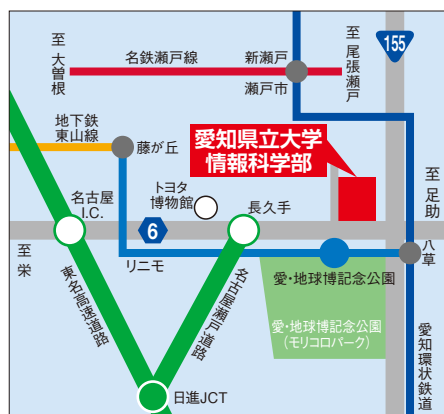 至
大曽根
名鉄瀬戸線
新瀬戸
瀬戸市
至
尾張瀬戸
155
地下鉄
東山線
藤が丘
愛知県立大学
情報科学部
トヨタ
博物館
名古屋
I.C.
6
長久手
至
足助
至
栄
リニモ
八草
愛・地球博記念公園
東名高速道路
名古屋瀬戸道路
愛・地球博記念公園
(モリコロパーク)
愛知環状鉄道
日進JCT